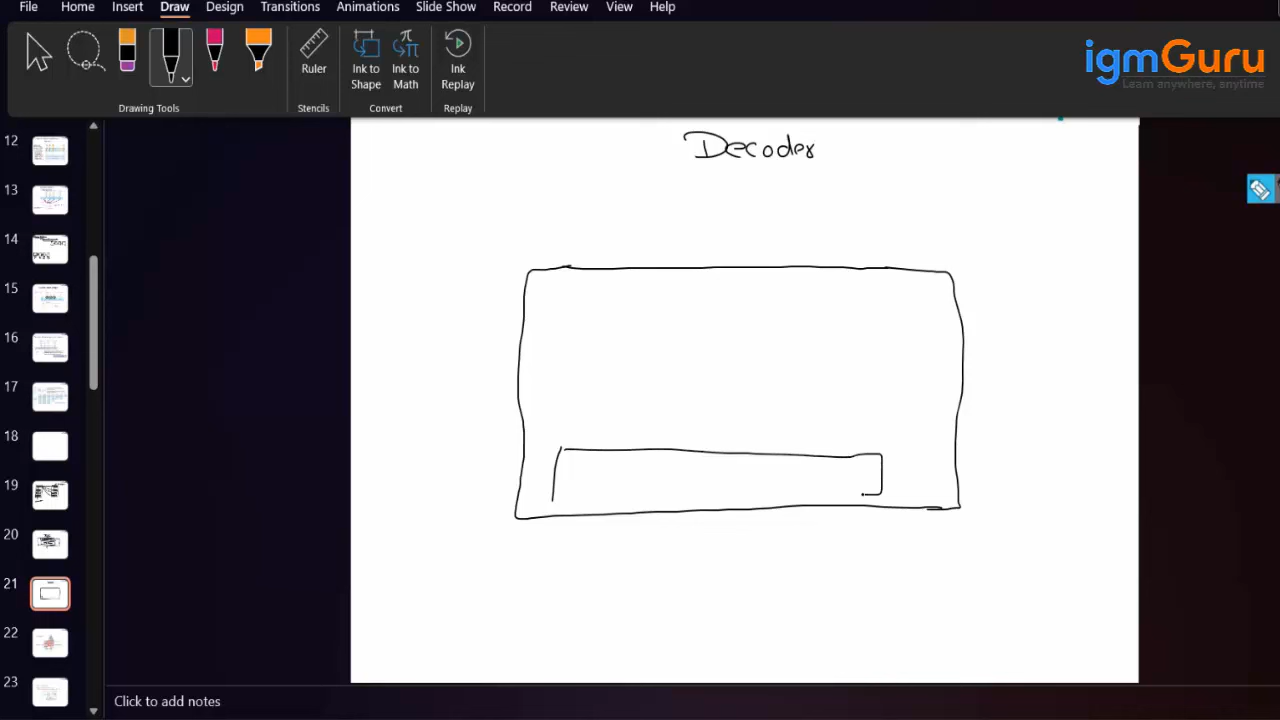 File Home Insert Draw Design Transitions Animations Slide Show Record Review View Help
Ruler
Ink to Shape
Ink to Math
Ink Replay
Drawing Tools
Stencils
Convert
Replay
igmGuru
Learn anywhere, anytime
Decoder
12
13
14
15
16
17
18
19
20
21
22
23
Click to add notes